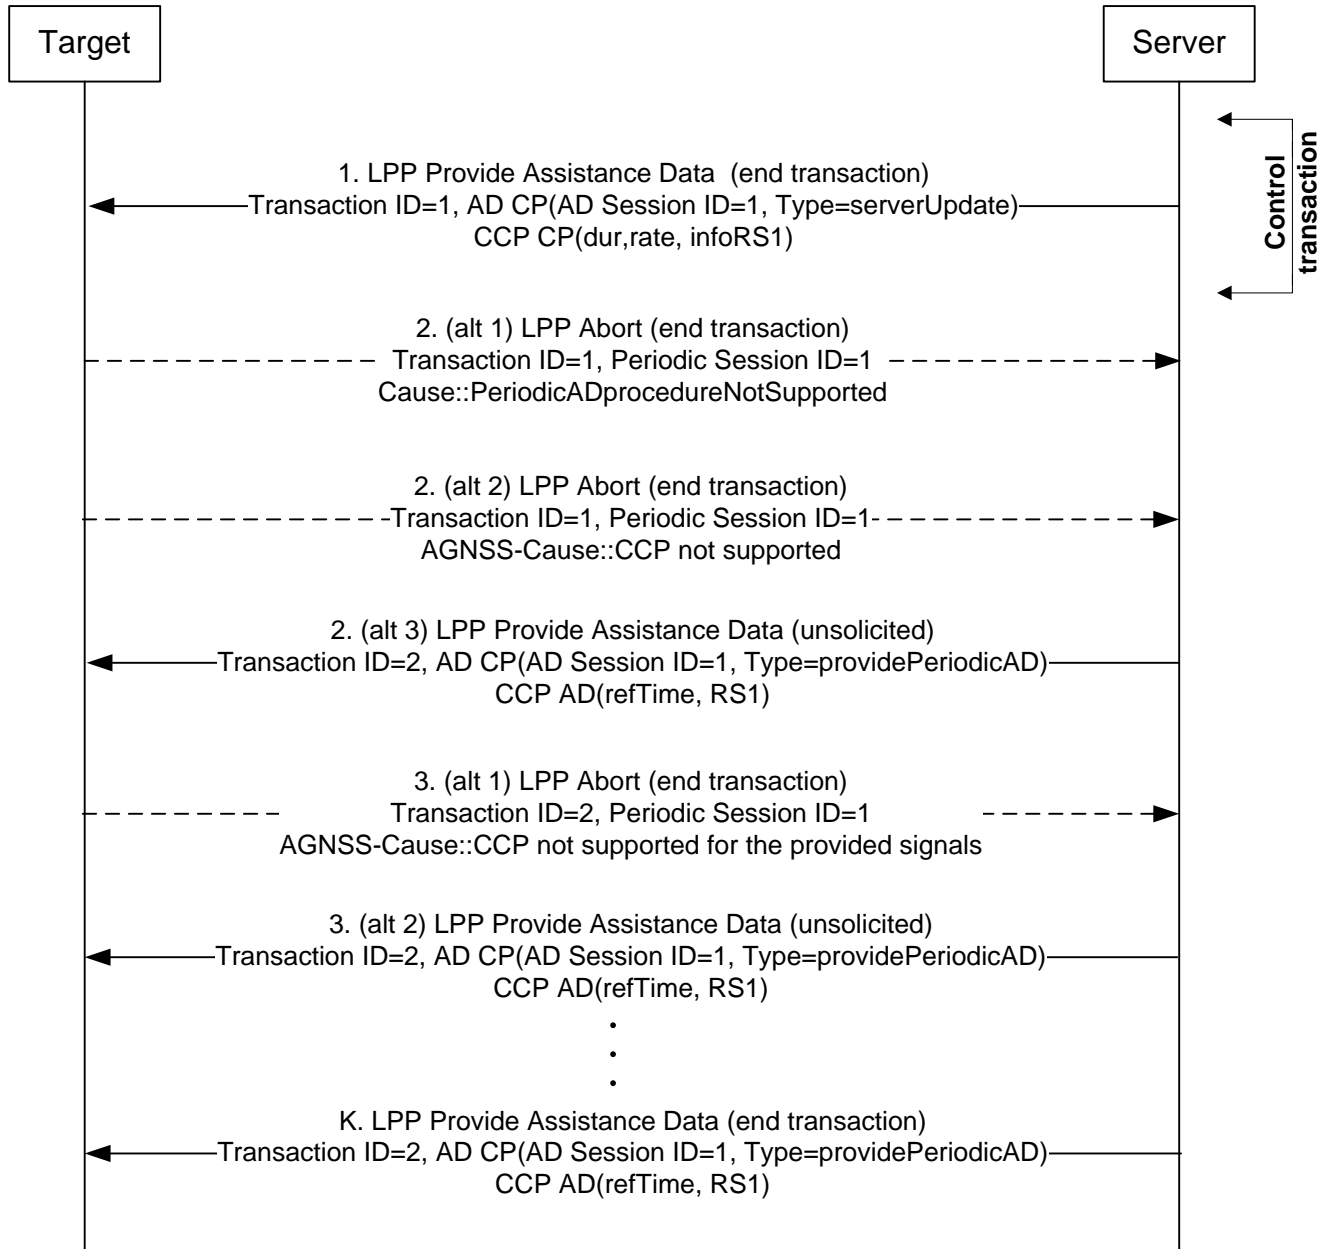 Target
Server
Control
transaction
1. LPP Provide Assistance Data  (end transaction)
Transaction ID=1, AD CP(AD Session ID=1, Type=serverUpdate)
CCP CP(dur,rate, infoRS1)
2. (alt 1) LPP Abort (end transaction)
Transaction ID=1, Periodic Session ID=1
Cause::PeriodicADprocedureNotSupported
2. (alt 2) LPP Abort (end transaction)
Transaction ID=1, Periodic Session ID=1
AGNSS-Cause::CCP not supported
2. (alt 3) LPP Provide Assistance Data (unsolicited)
Transaction ID=2, AD CP(AD Session ID=1, Type=providePeriodicAD)
CCP AD(refTime, RS1)
3. (alt 1) LPP Abort (end transaction)
Transaction ID=2, Periodic Session ID=1
AGNSS-Cause::CCP not supported for the provided signals
3. (alt 2) LPP Provide Assistance Data (unsolicited)
Transaction ID=2, AD CP(AD Session ID=1, Type=providePeriodicAD)
CCP AD(refTime, RS1)
K. LPP Provide Assistance Data (end transaction)
Transaction ID=2, AD CP(AD Session ID=1, Type=providePeriodicAD)
CCP AD(refTime, RS1)